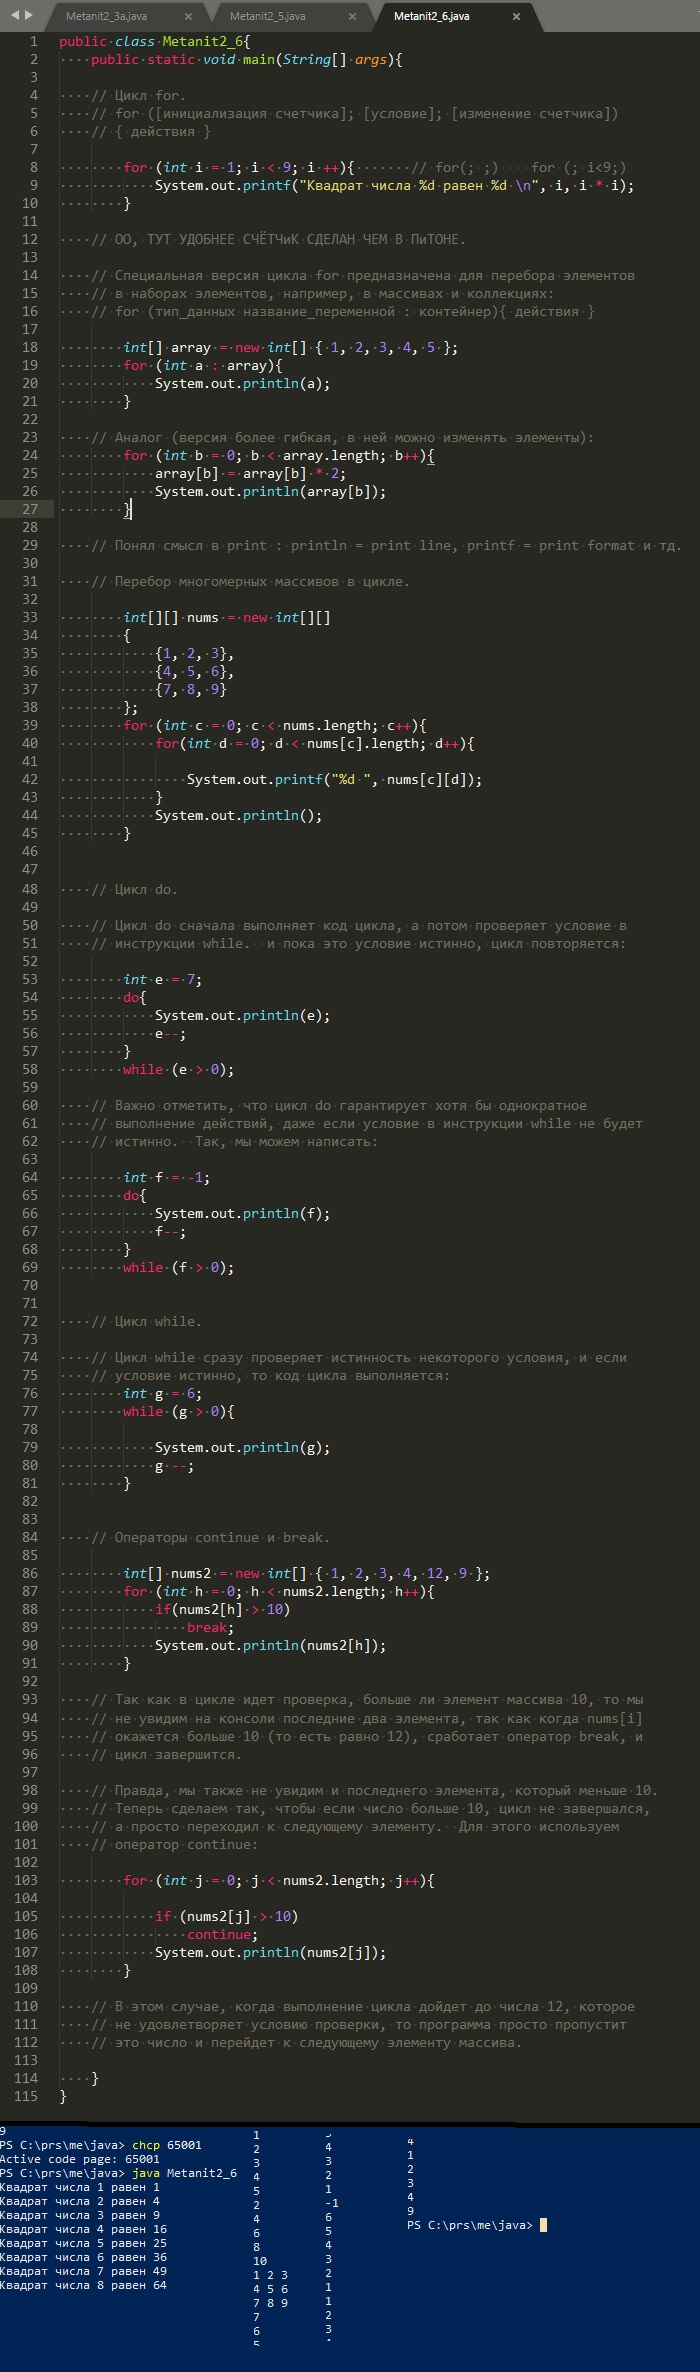 Metanit2_3a.java × Metanit2_5.java × Metanit2_6.java ×
1 public class Metanit2_6{
2 public static void main(String[] args){
3
4 // Цикл for.
5 // for ([инициализация счетчика]; [условие]; [изменение счетчика])
6 // { действия }
7
8 for (int i = 1; i < 9; i ++){ // for(; ;) for (; i<9;)
9 System.out.printf("Квадрат числа %d равен %d \n", i, i * i);
10 }
11
12 // ОО, ТУТ УДОБНЕЕ СЧЁТЧиК СДЕЛАН ЧЕМ В ПиТОНЕ.
13
14 // Специальная версия цикла for предназначена для перебора элементов
15 // в наборах элементов, например, в массивах и коллекциях:
16 // for (тип_данных название_переменной : контейнер){ действия }
17
18 int[] array = new int[] { 1, 2, 3, 4, 5 };
19 for (int a : array){
20 System.out.println(a);
21 }
22
23 // Аналог (версия более гибкая, в ней можно изменять элементы):
24 for (int b = 0; b < array.length; b++){
25 array[b] = array[b] * 2;
26 System.out.println(array[b]);
27 }
28
29 // Понял смысл в print : println = print line, printf = print format и тд.
30
31 // Перебор многомерных массивов в цикле.
32
33 int[][] nums = new int[][]
34 {
35 {1, 2, 3},
36 {4, 5, 6},
37 {7, 8, 9}
38 };
39 for (int c = 0; c < nums.length; c++){
40 for(int d = 0; d < nums[c].length; d++){
41
42 System.out.printf("%d ", nums[c][d]);
43 }
44 System.out.println();
45 }
46
47
48 // Цикл do.
49
50 // Цикл do сначала выполняет код цикла, а потом проверяет условие в
51 // инструкции while. и пока это условие истинно, цикл повторяется:
52
53 int e = 7;
54 do{
55 System.out.println(e);
56 e--;
57 }
58 while (e > 0);
59
60 // Важно отметить, что цикл do гарантирует хотя бы однократное
61 // выполнение действий, даже если условие в инструкции while не будет
62 // истинно. Так, мы можем написать:
63
64 int f = -1;
65 do{
66 System.out.println(f);
67 f--;
68 }
69 while (f > 0);
70
71
72 // Цикл while.
73
74 // Цикл while сразу проверяет истинность некоторого условия, и если
75 // условие истинно, то код цикла выполняется:
76 int g = 6;
77 while (g > 0){
78
79 System.out.println(g);
80 g --;
81 }
82
83
84 // Операторы continue и break.
85
86 int[] nums2 = new int[] { 1, 2, 3, 4, 12, 9 };
87 for (int h = 0; h < nums2.length; h++){
88 if(nums2[h] > 10)
89 break;
90 System.out.println(nums2[h]);
91 }
92
93 // Так как в цикле идет проверка, больше ли элемент массива 10, то мы
94 // не увидим на консоли последние два элемента, так как когда nums[i]
95 // окажется больше 10 (то есть равно 12), сработает оператор break, и
96 // цикл завершится.
97
98 // Правда, мы также не увидим и последнего элемента, который меньше 10.
99 // Теперь сделаем так, чтобы если число больше 10, цикл не завершался,
100 // а просто переходил к следующему элементу. Для этого используем
101 // оператор continue:
102
103 for (int j = 0; j < nums2.length; j++){
104
105 if (nums2[j] > 10)
106 continue;
107 System.out.println(nums2[j]);
108 }
109
110 // В этом случае, когда выполнение цикла дойдет до числа 12, которое
111 // не удовлетворяет условию проверки, то программа просто пропустит
112 // это число и перейдет к следующему элементу массива.
113
114 }
115 }
9
PS C:\prs\me\java> chcp 65001
Active code page: 65001
PS C:\prs\me\java> java Metanit2_6
Квадрат числа 1 равен 1
Квадрат числа 2 равен 4
Квадрат числа 3 равен 9
Квадрат числа 4 равен 16
Квадрат числа 5 равен 25
Квадрат числа 6 равен 36
Квадрат числа 7 равен 49
Квадрат числа 8 равен 64
1
2
3
4
5
2
4
6
8
10
1 2 3
4 5 6
7 8 9
7
6
5
4
3
2
1
-1
6
5
4
3
2
1
1
2
3
4
1
2
3
4
9
PS C:\prs\me\java>